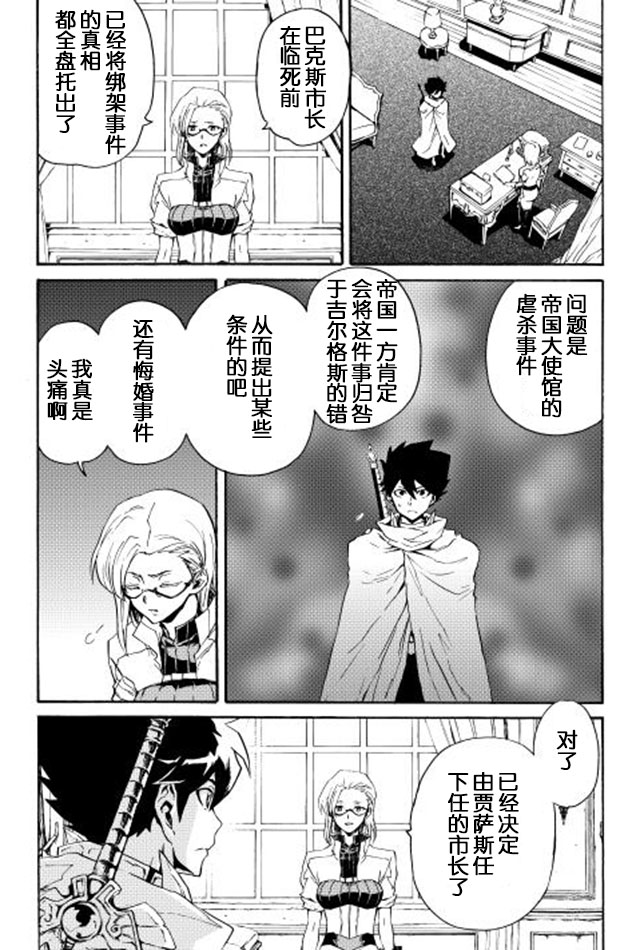 巴克斯市长
在临死前
已经将绑架事件
的真相
都全盘托出了
问题是
帝国大使馆的
虐杀事件
帝国一方肯定
会将这件事归咎
于吉尔格斯的错
从而提出某些
条件的吧
还有悔婚事件
我真是
头痛啊
对了
已经决定
由贾萨斯任
下任的市长了